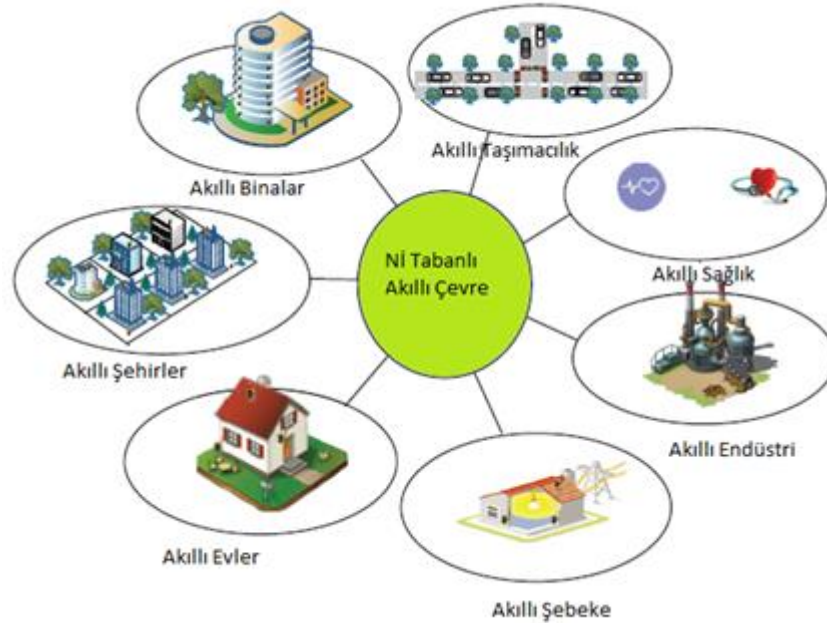 Akıllı Binalar
Akıllı Taşımacılık
Nİ Tabanlı
Akıllı Çevre
Akıllı Sağlık
Akıllı Şehirler
Akıllı Endüstri
Akıllı Evler
Akıllı Şebeke